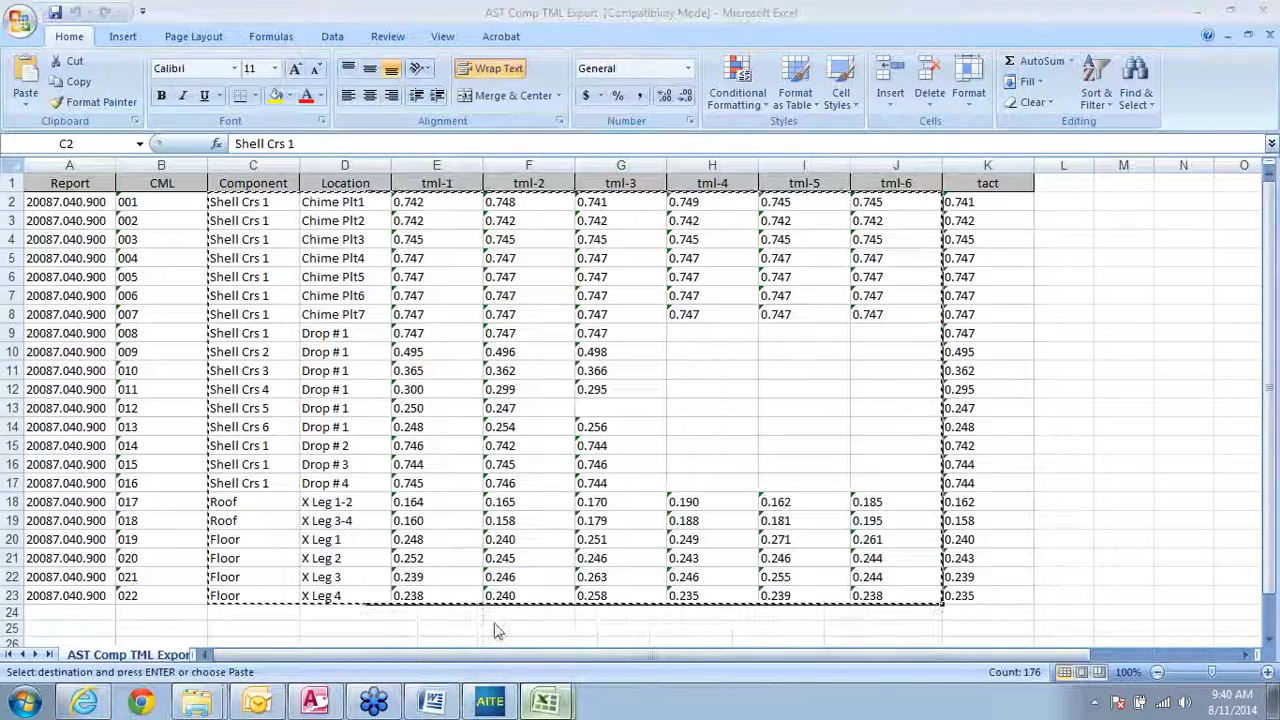 AST Comp TML Export [Compatibility Mode] - Microsoft Excel
Home Insert Page Layout Formulas Data Review View Acrobat
Paste Cut Copy Format Painter Clipboard
Calibri 11 B I U A A A Font
Wrap Text Merge & Center Alignment
General $ % , Number
Conditional Formatting Format as Table Cell Styles Styles
Insert Delete Format Cells
Σ AutoSum Fill Clear Sort & Filter Find & Select Editing
C2 fx Shell Crs 1
A B C D E F G H I J K L M N O
1 Report CML Component Location tml-1 tml-2 tml-3 tml-4 tml-5 tml-6 tact
2 20087.040.900 001 Shell Crs 1 Chime Plt1 0.742 0.748 0.741 0.749 0.745 0.745 0.741
3 20087.040.900 002 Shell Crs 1 Chime Plt2 0.742 0.742 0.742 0.742 0.742 0.742 0.742
4 20087.040.900 003 Shell Crs 1 Chime Plt3 0.745 0.745 0.745 0.745 0.745 0.745 0.745
5 20087.040.900 004 Shell Crs 1 Chime Plt4 0.747 0.747 0.747 0.747 0.747 0.747 0.747
6 20087.040.900 005 Shell Crs 1 Chime Plt5 0.747 0.747 0.747 0.747 0.747 0.747 0.747
7 20087.040.900 006 Shell Crs 1 Chime Plt6 0.747 0.747 0.747 0.747 0.747 0.747 0.747
8 20087.040.900 007 Shell Crs 1 Chime Plt7 0.747 0.747 0.747 0.747 0.747 0.747 0.747
9 20087.040.900 008 Shell Crs 1 Drop # 1 0.747 0.747 0.747 0.747
10 20087.040.900 009 Shell Crs 2 Drop # 1 0.495 0.496 0.498 0.495
11 20087.040.900 010 Shell Crs 3 Drop # 1 0.365 0.362 0.366 0.362
12 20087.040.900 011 Shell Crs 4 Drop # 1 0.300 0.299 0.295 0.295
13 20087.040.900 012 Shell Crs 5 Drop # 1 0.250 0.247 0.247
14 20087.040.900 013 Shell Crs 6 Drop # 1 0.248 0.254 0.256 0.248
15 20087.040.900 014 Shell Crs 1 Drop # 2 0.746 0.742 0.744 0.742
16 20087.040.900 015 Shell Crs 1 Drop # 3 0.744 0.745 0.746 0.744
17 20087.040.900 016 Shell Crs 1 Drop # 4 0.745 0.746 0.744 0.744
18 20087.040.900 017 Roof X Leg 1-2 0.164 0.165 0.170 0.190 0.162 0.185 0.162
19 20087.040.900 018 Roof X Leg 3-4 0.160 0.158 0.179 0.188 0.181 0.195 0.158
20 20087.040.900 019 Floor X Leg 1 0.248 0.240 0.251 0.249 0.271 0.261 0.240
21 20087.040.900 020 Floor X Leg 2 0.252 0.245 0.246 0.243 0.246 0.244 0.243
22 20087.040.900 021 Floor X Leg 3 0.239 0.246 0.263 0.246 0.255 0.244 0.239
23 20087.040.900 022 Floor X Leg 4 0.238 0.240 0.258 0.235 0.239 0.238 0.235
24
25
26
AST Comp TML Export
Select destination and press ENTER or choose Paste Count: 176 100%
AITE 9:40 AM
8/11/2014